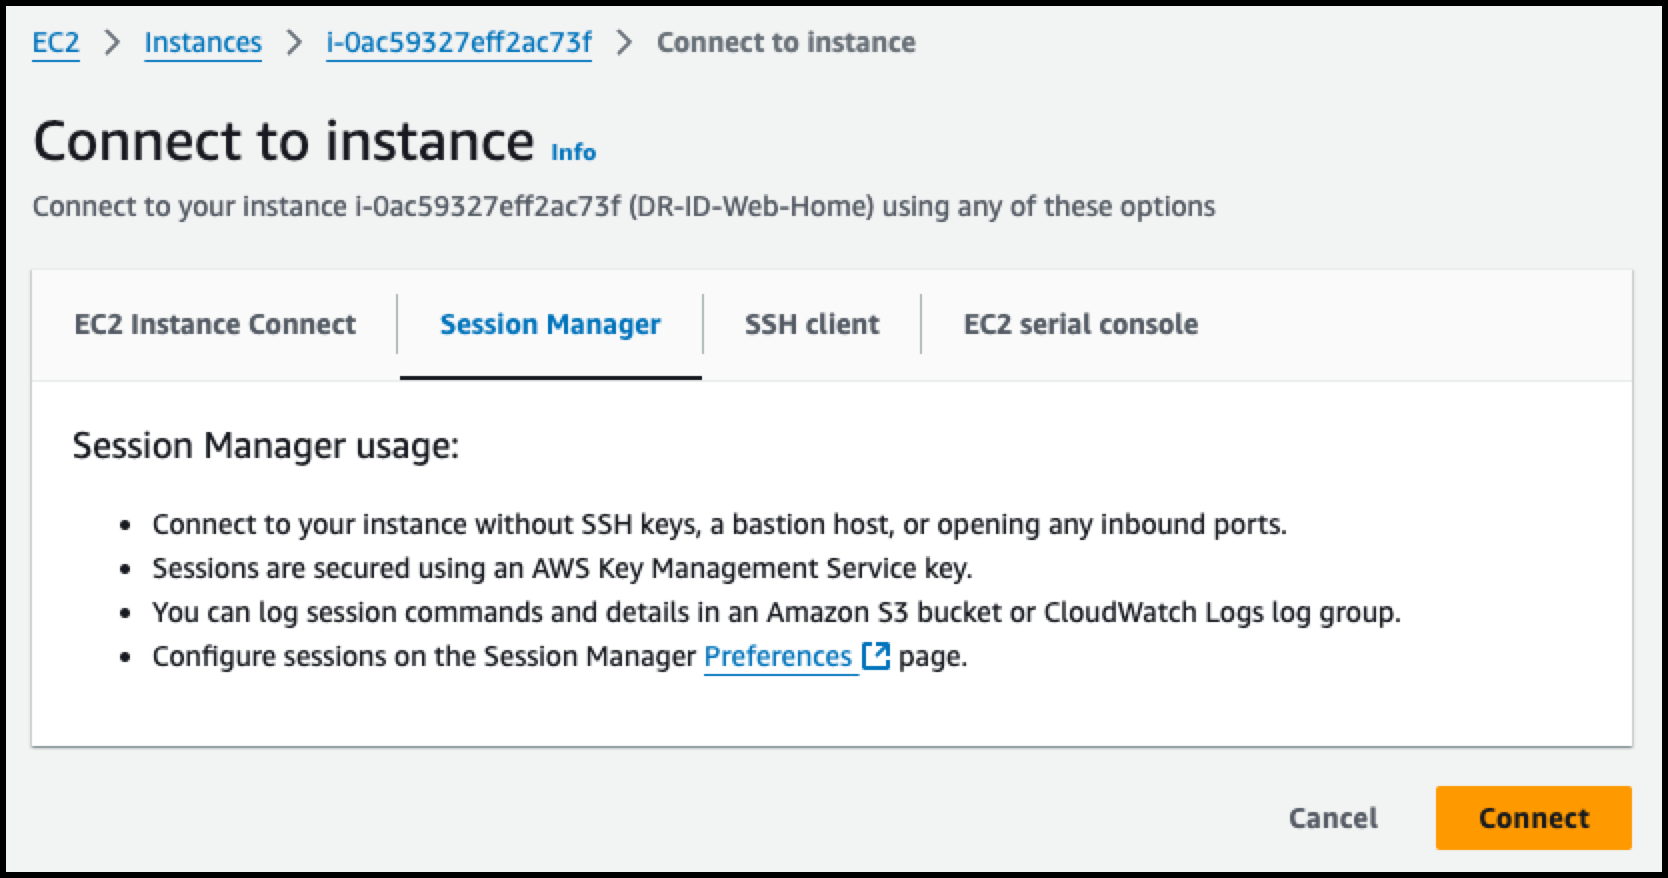 EC2 > Instances > i-0ac59327eff2ac73f > Connect to instance
Connect to instance Info
Connect to your instance i-0ac59327eff2ac73f (DR-ID-Web-Home) using any of these options
EC2 Instance Connect
Session Manager
SSH client
EC2 serial console
Session Manager usage:
• Connect to your instance without SSH keys, a bastion host, or opening any inbound ports.
• Sessions are secured using an AWS Key Management Service key.
• You can log session commands and details in an Amazon S3 bucket or CloudWatch Logs log group.
• Configure sessions on the Session Manager Preferences page.
Cancel
Connect